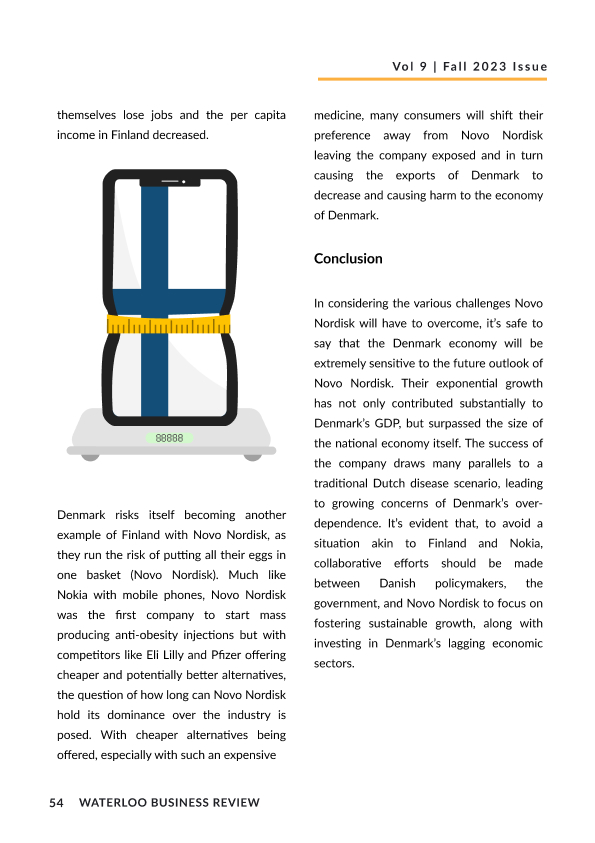 Vol 9 | Fall 2023 Issue
themselves lose jobs and the per capita
income in Finland decreased.
88888
Denmark risks itself becoming another
example of Finland with Novo Nordisk, as
they run the risk of putting all their eggs in
one basket (Novo Nordisk). Much like
Nokia with mobile phones, Novo Nordisk
was the first company to start mass
producing anti-obesity injections but with
competitors like Eli Lilly and Pfizer offering
cheaper and potentially better alternatives,
the question of how long can Novo Nordisk
hold its dominance over the industry is
posed. With cheaper alternatives being
offered, especially with such an expensive
medicine, many consumers will shift their
preference away from Novo Nordisk
leaving the company exposed and in turn
causing the exports of Denmark to
decrease and causing harm to the economy
of Denmark.
Conclusion
In considering the various challenges Novo
Nordisk will have to overcome, it's safe to
say that the Denmark economy will be
extremely sensitive to the future outlook of
Novo Nordisk. Their exponential growth
has not only contributed substantially to
Denmark's GDP, but surpassed the size of
the national economy itself. The success of
the company draws many parallels to a
traditional Dutch disease scenario, leading
to growing concerns of Denmark's over-
dependence. It's evident that, to avoid a
situation akin to Finland and Nokia,
collaborative efforts should be made
between Danish policymakers, the
government, and Novo Nordisk to focus on
fostering sustainable growth, along with
investing in Denmark's lagging economic
sectors.
54 WATERLOO BUSINESS REVIEW